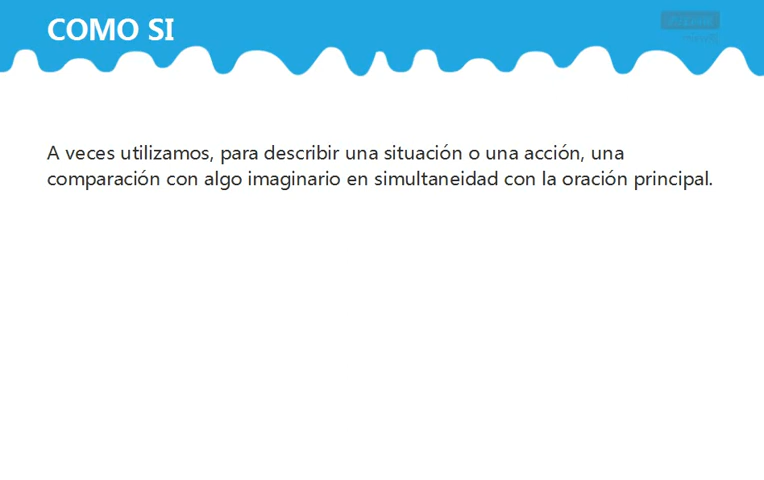 COMO SI
A veces utilizamos, para describir una situación o una acción, una
comparación con algo imaginario en simultaneidad con la oración principal.